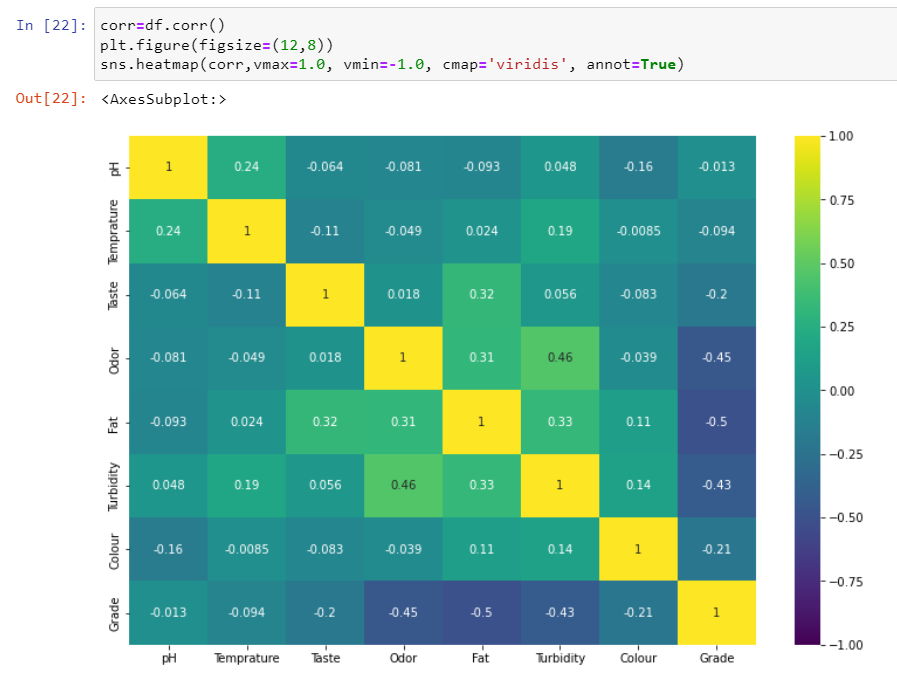 In [22]: corr=df.corr()
plt.figure(figsize=(12,8))
sns.heatmap(corr,vmax=1.0, vmin=-1.0, cmap='viridis', annot=True)
Out[22]: <AxesSubplot:>
pH 1 0.24 -0.064 -0.081 -0.093 0.048 -0.16 -0.013
Temprature 0.24 1 -0.11 -0.049 0.024 0.19 -0.0085 -0.094
Taste -0.064 -0.11 1 0.018 0.32 0.056 -0.083 -0.2
Odor -0.081 -0.049 0.018 1 0.31 0.46 -0.039 -0.45
Fat -0.093 0.024 0.32 0.31 1 0.33 0.11 -0.5
Turbidity 0.048 0.19 0.056 0.46 0.33 1 0.14 -0.43
Colour -0.16 -0.0085 -0.083 -0.039 0.11 0.14 1 -0.21
Grade -0.013 -0.094 -0.2 -0.45 -0.5 -0.43 -0.21 1
pH Temprature Taste Odor Fat Turbidity Colour Grade
1.00
0.75
0.50
0.25
0.00
−0.25
−0.50
−0.75
−1.00